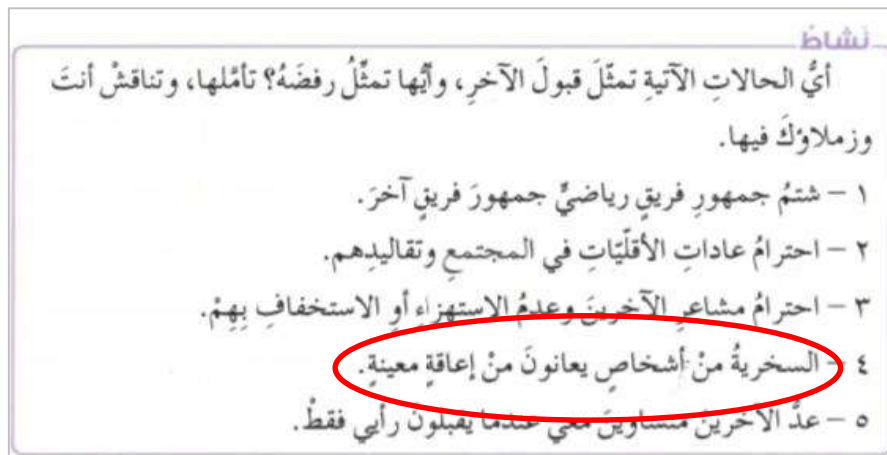 نَشاطٌ
أيُّ الحالاتِ الآتيةِ تمثّلَ قبولَ الآخرِ، وأيُّها تمثّلُ رفضَهُ؟ تأمَّلها، وتناقشْ أنتَ
وزملاؤكَ فيها.
١ – شتمُ جمهورِ فريقٍ رياضيٍّ جمهورَ فريقٍ آخرَ.
٢ – احترامُ عاداتِ الأقلّيّاتِ في المجتمعِ وتقاليدِهم.
٣ – احترامُ مشاعرِ الآخرينَ وعدمُ الاستهزاءِ أوِ الاستخفافِ بِهِمْ.
٤ – السخريةُ منْ أشخاصٍ يعانونَ منْ إعاقةٍ معينةٍ.
٥ – عدُّ الآخرينَ متساوينَ معي عندما يقبلونَ رأيي فقطْ.